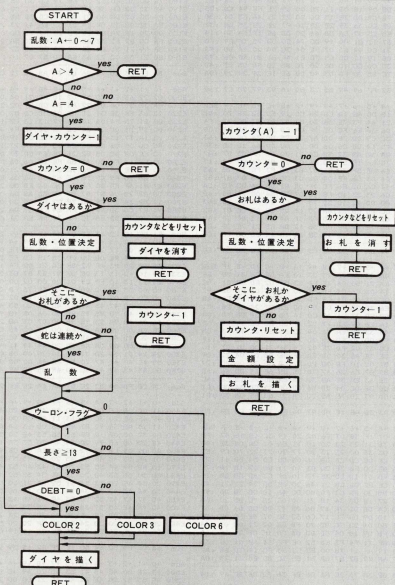 START
乱数：A←0～7
A＞4
yes
RET
no
A＝4
no
yes
ダイヤ・カウンター1
カウンタ＝0
no
RET
yes
ダイヤはあるか
yes
カウンタなどをリセット
ダイヤを消す
RET
no
乱数・位置決定
そこに
お札があるか
yes
カウンタ←1
RET
no
蛇は連続か
no
yes
乱数
ウーロン・フラグ
0
1
長さ≧13
no
yes
DEBT＝0
no
yes
COLOR 2
COLOR 3
COLOR 6
ダイヤを描く
RET
カウンタ(A) －1
カウンタ＝0
no
RET
yes
お札はあるか
yes
カウンタなどをリセット
お札を消す
RET
no
乱数・位置決定
そこに お札か
ダイヤがあるか
yes
カウンタ←1
RET
no
カウンタ・リセット
金額設定
お札を描く
RET